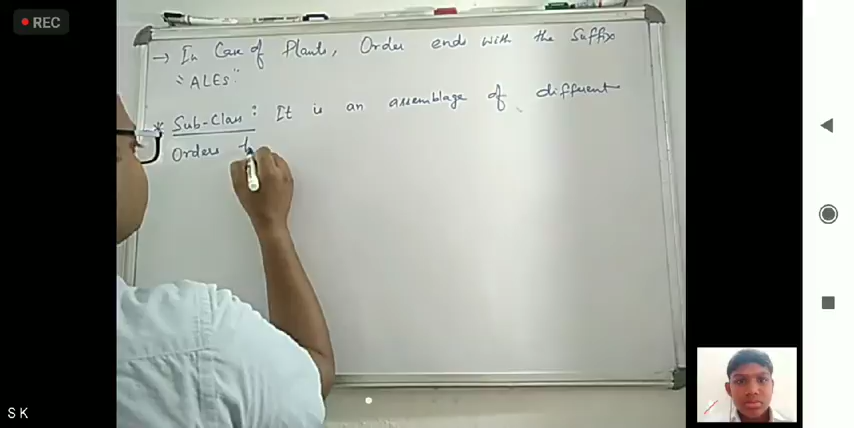 REC
→ In Case of Plants, Order ends with the Suffix
"ALES"
* Sub-Class: It is an assemblage of different
Orders
S K